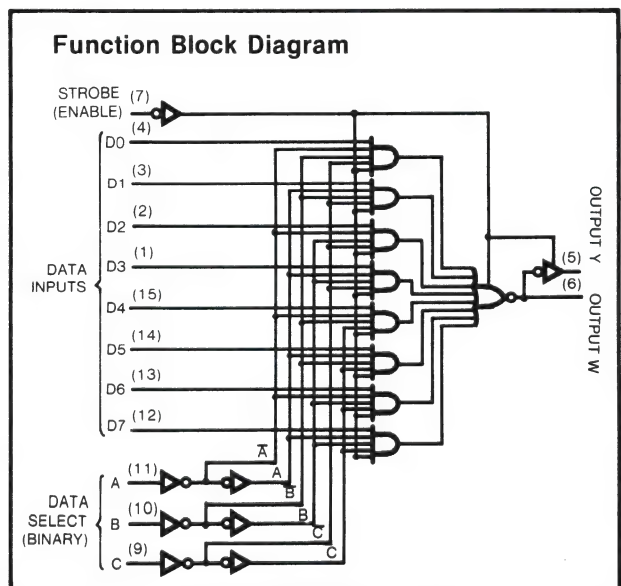 Function Block Diagram
STROBE (7)
(ENABLE)
(4)
D0
(3)
D1
(2)
D2
(1)
D3
DATA
INPUTS
(15)
D4
(14)
D5
(13)
D6
(12)
D7
OUTPUT Y
(5)
(6)
OUTPUT W
A̅
A (11)
A
B̅
DATA
SELECT
(BINARY)
B (10)
B
C̅
C (9)
C